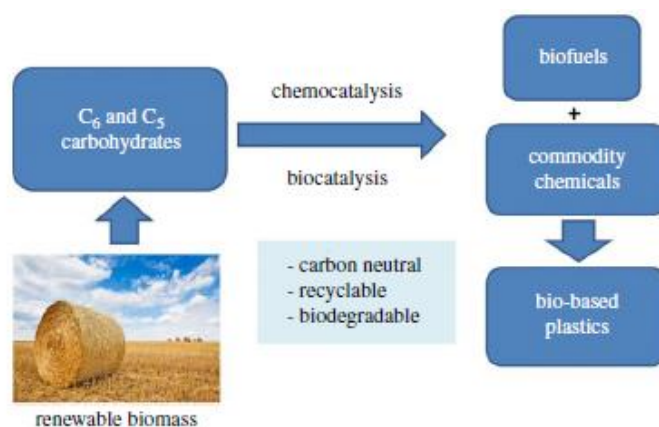 biofuels
C₆ and C₅
carbohydrates
chemocatalysis
+
commodity
chemicals
biocatalysis
- carbon neutral
- recyclable
- biodegradable
bio-based
plastics
renewable biomass